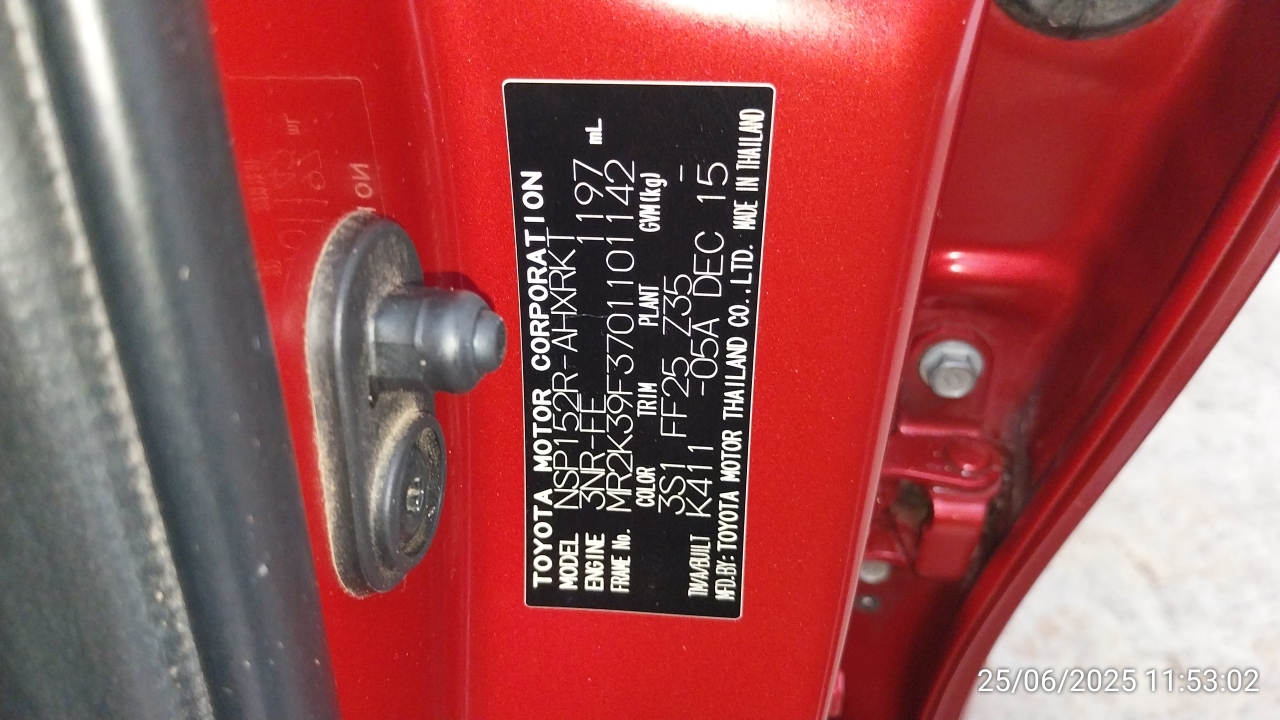 TOYOTA MOTOR CORPORATION
MODEL NSP152R-AHXRKT
ENGINE 3NR-FE 1197 mL
FRAME No. MR2K39F3701101142
COLOR TRIM PLANT GVM(kg)
3S1 FF25 Z35 --
TM/A/BUILT K411 -05A DEC 15
MFD.BY: TOYOTA MOTOR THAILAND CO.,LTD. MADE IN THAILAND
25/06/2025 11:53:02